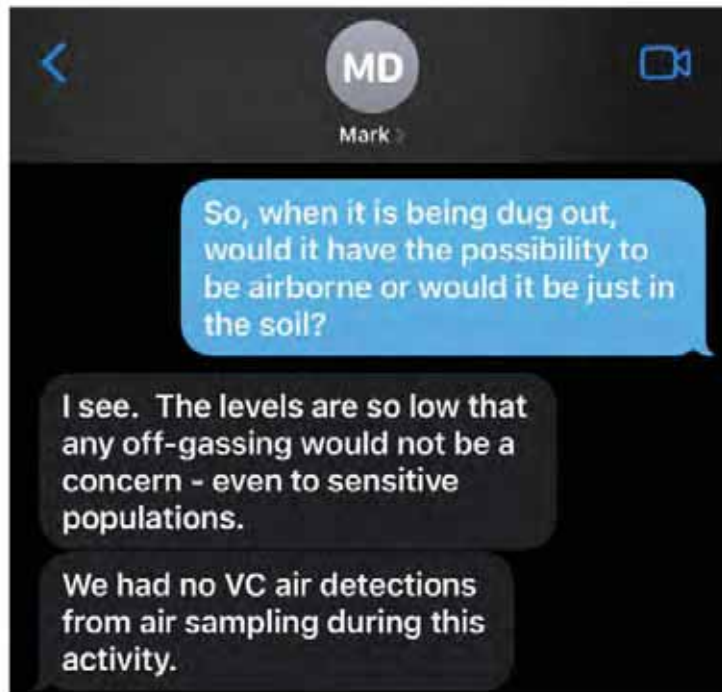 MD
Mark
So, when it is being dug out,
would it have the possibility to
be airborne or would it be just in
the soil?
I see.  The levels are so low that
any off-gassing would not be a
concern - even to sensitive
populations.
We had no VC air detections
from air sampling during this
activity.